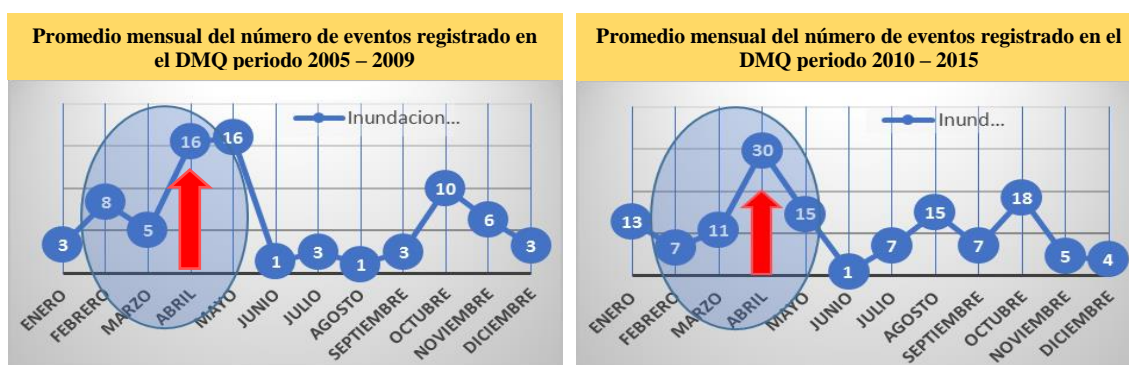 Promedio mensual del número de eventos registrado en
el DMQ periodo 2005 – 2009
Inundacion...
3
8
5
16
16
1
3
1
3
10
6
3
ENERO
FEBRERO
MARZO
ABRIL
MAYO
JUNIO
JULIO
AGOSTO
SEPTIEMBRE
OCTUBRE
NOVIEMBRE
DICIEMBRE
Promedio mensual del número de eventos registrado en el
DMQ periodo 2010 – 2015
Inund...
13
7
11
30
15
1
7
15
7
18
5
4
ENERO
FEBRERO
MARZO
ABRIL
MAYO
JUNIO
JULIO
AGOSTO
SEPTIEMBRE
OCTUBRE
NOVIEMBRE
DICIEMBRE